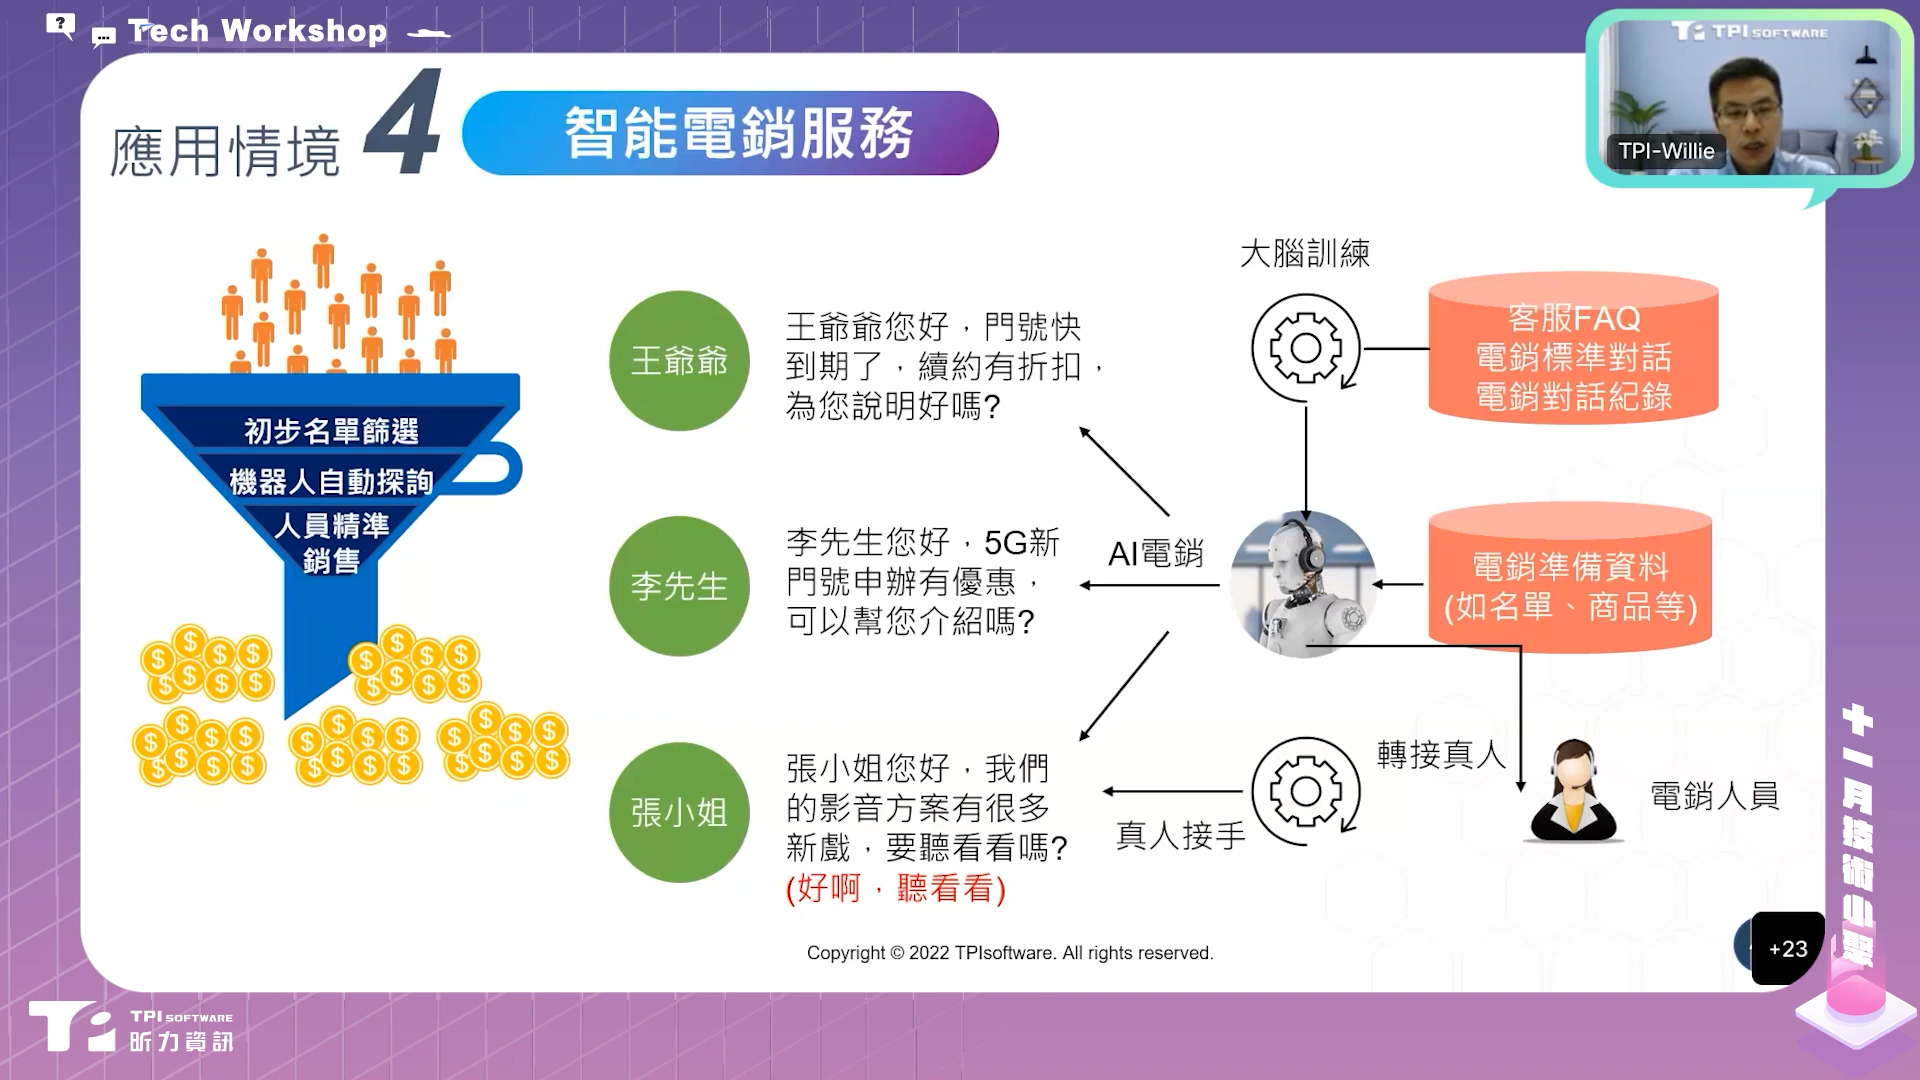 Tech Workshop
TPI SOFTWARE
TPI-Willie
應用情境 4
智能電銷服務
初步名單篩選
機器人自動探詢
人員精準
銷售
王爺爺
王爺爺您好，門號快
到期了，續約有折扣，
為您說明好嗎?
李先生
李先生您好，5G新
門號申辦有優惠，
可以幫您介紹嗎?
張小姐
張小姐您好，我們
的影音方案有很多
新戲，要聽看看嗎?
(好啊，聽看看)
AI電銷
大腦訓練
客服FAQ
電銷標準對話
電銷對話紀錄
電銷準備資料
(如名單、商品等)
轉接真人
真人接手
電銷人員
Copyright © 2022 TPIsoftware. All rights reserved.
+23
十一月技術小聚
TPI SOFTWARE
昕力資訊